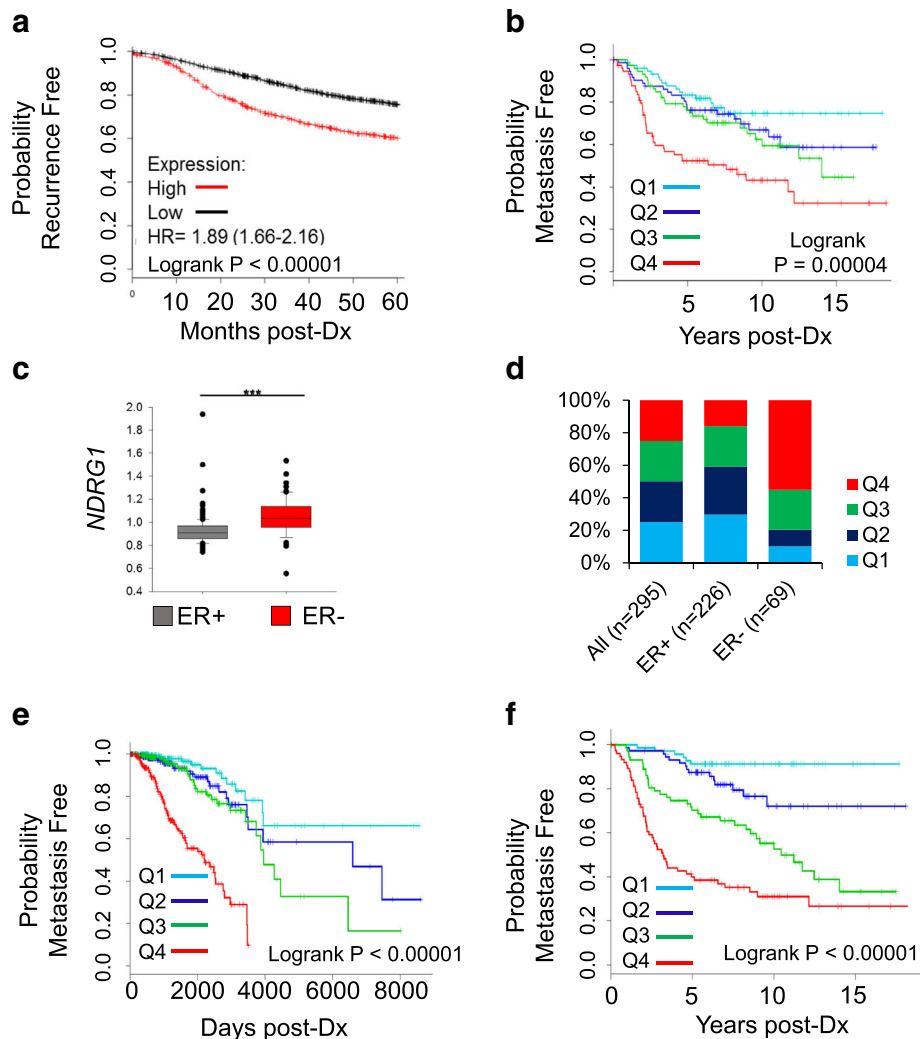 a
Probability
Recurrence Free
1.0
0.8
0.6
0.4
0.2
0.0
Expression:
High
Low
HR= 1.89 (1.66-2.16)
Logrank P < 0.00001
0 10 20 30 40 50 60
Months post-Dx
b
Probability
Metastasis Free
1.0
0.8
0.6
0.4
0.2
0.0
Q1
Q2
Q3
Q4
Logrank
P = 0.00004
5 10 15
Years post-Dx
c
***
NDRG1
2.0
1.8
1.6
1.4
1.2
1.0
0.8
0.6
0.4
ER+ ER-
d
100%
80%
60%
40%
20%
0%
Q4
Q3
Q2
Q1
All (n=295)
ER+ (n=226)
ER- (n=69)
e
Probability
Metastasis Free
1.0
0.8
0.6
0.4
0.2
0.0
Q1
Q2
Q3
Q4
Logrank P < 0.00001
0 2000 4000 6000 8000
Days post-Dx
f
Probability
Metastasis Free
1.0
0.8
0.6
0.4
0.2
0.0
Q1
Q2
Q3
Q4
Logrank P < 0.00001
0 5 10 15
Years post-Dx